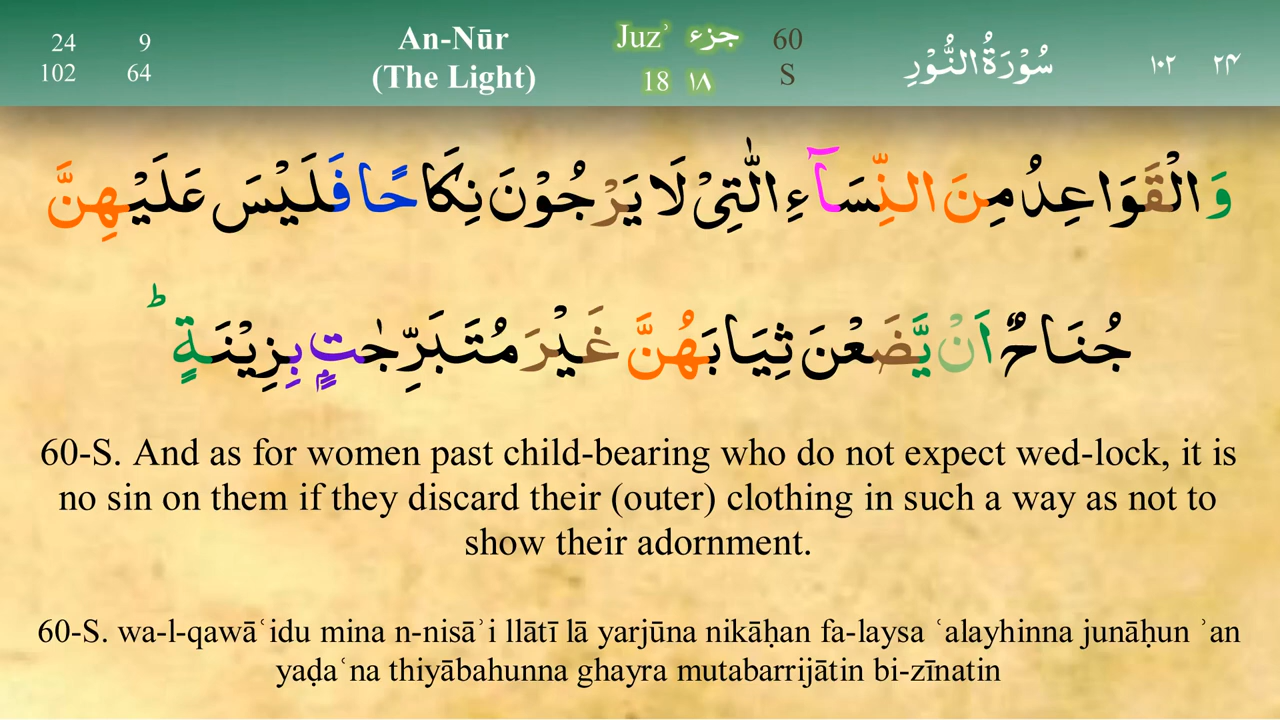 24 9 An-Nūr Juzʾ جزء 60 سُوْرَةُ النُّوْرِ ١٠٢ ۲۴
102 64 (The Light) 18 ١٨ S
وَالْقَوَاعِدُ مِنَ النِّسَآءِ الّٰتِیْ لَا یَرْجُوْنَ نِكَاحًا فَلَیْسَ عَلَیْهِنَّ
جُنَاحٌ اَنْ یَّضَعْنَ ثِیَابَهُنَّ غَیْرَ مُتَبَرِّجٰتٍۭ بِزِیْنَةٍ ؕ
60-S. And as for women past child-bearing who do not expect wed-lock, it is
no sin on them if they discard their (outer) clothing in such a way as not to
show their adornment.
60-S. wa-l-qawāʿidu mina n-nisāʾi llātī lā yarjūna nikāḥan fa-laysa ʿalayhinna junāḥun ʾan
yaḍaʿna thiyābahunna ghayra mutabarrijātin bi-zīnatin